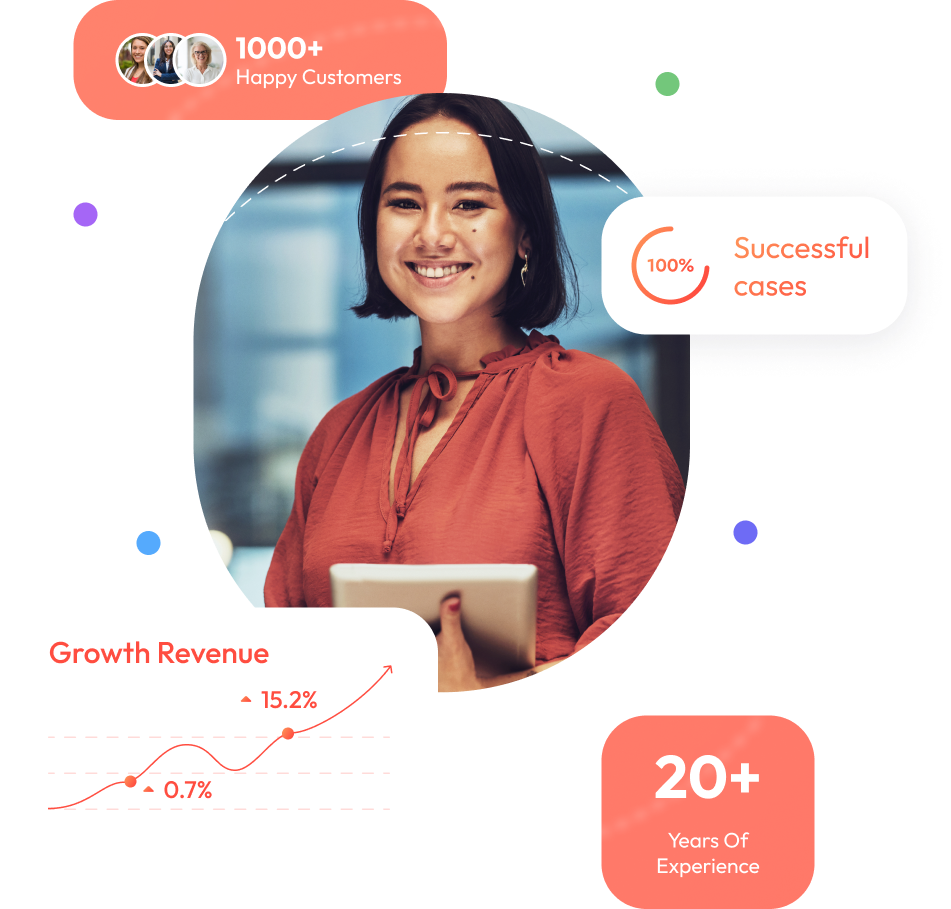 1000+
Happy Customers
100%
Successful
cases
Growth Revenue
15.2%
0.7%
20+
Years Of
Experience